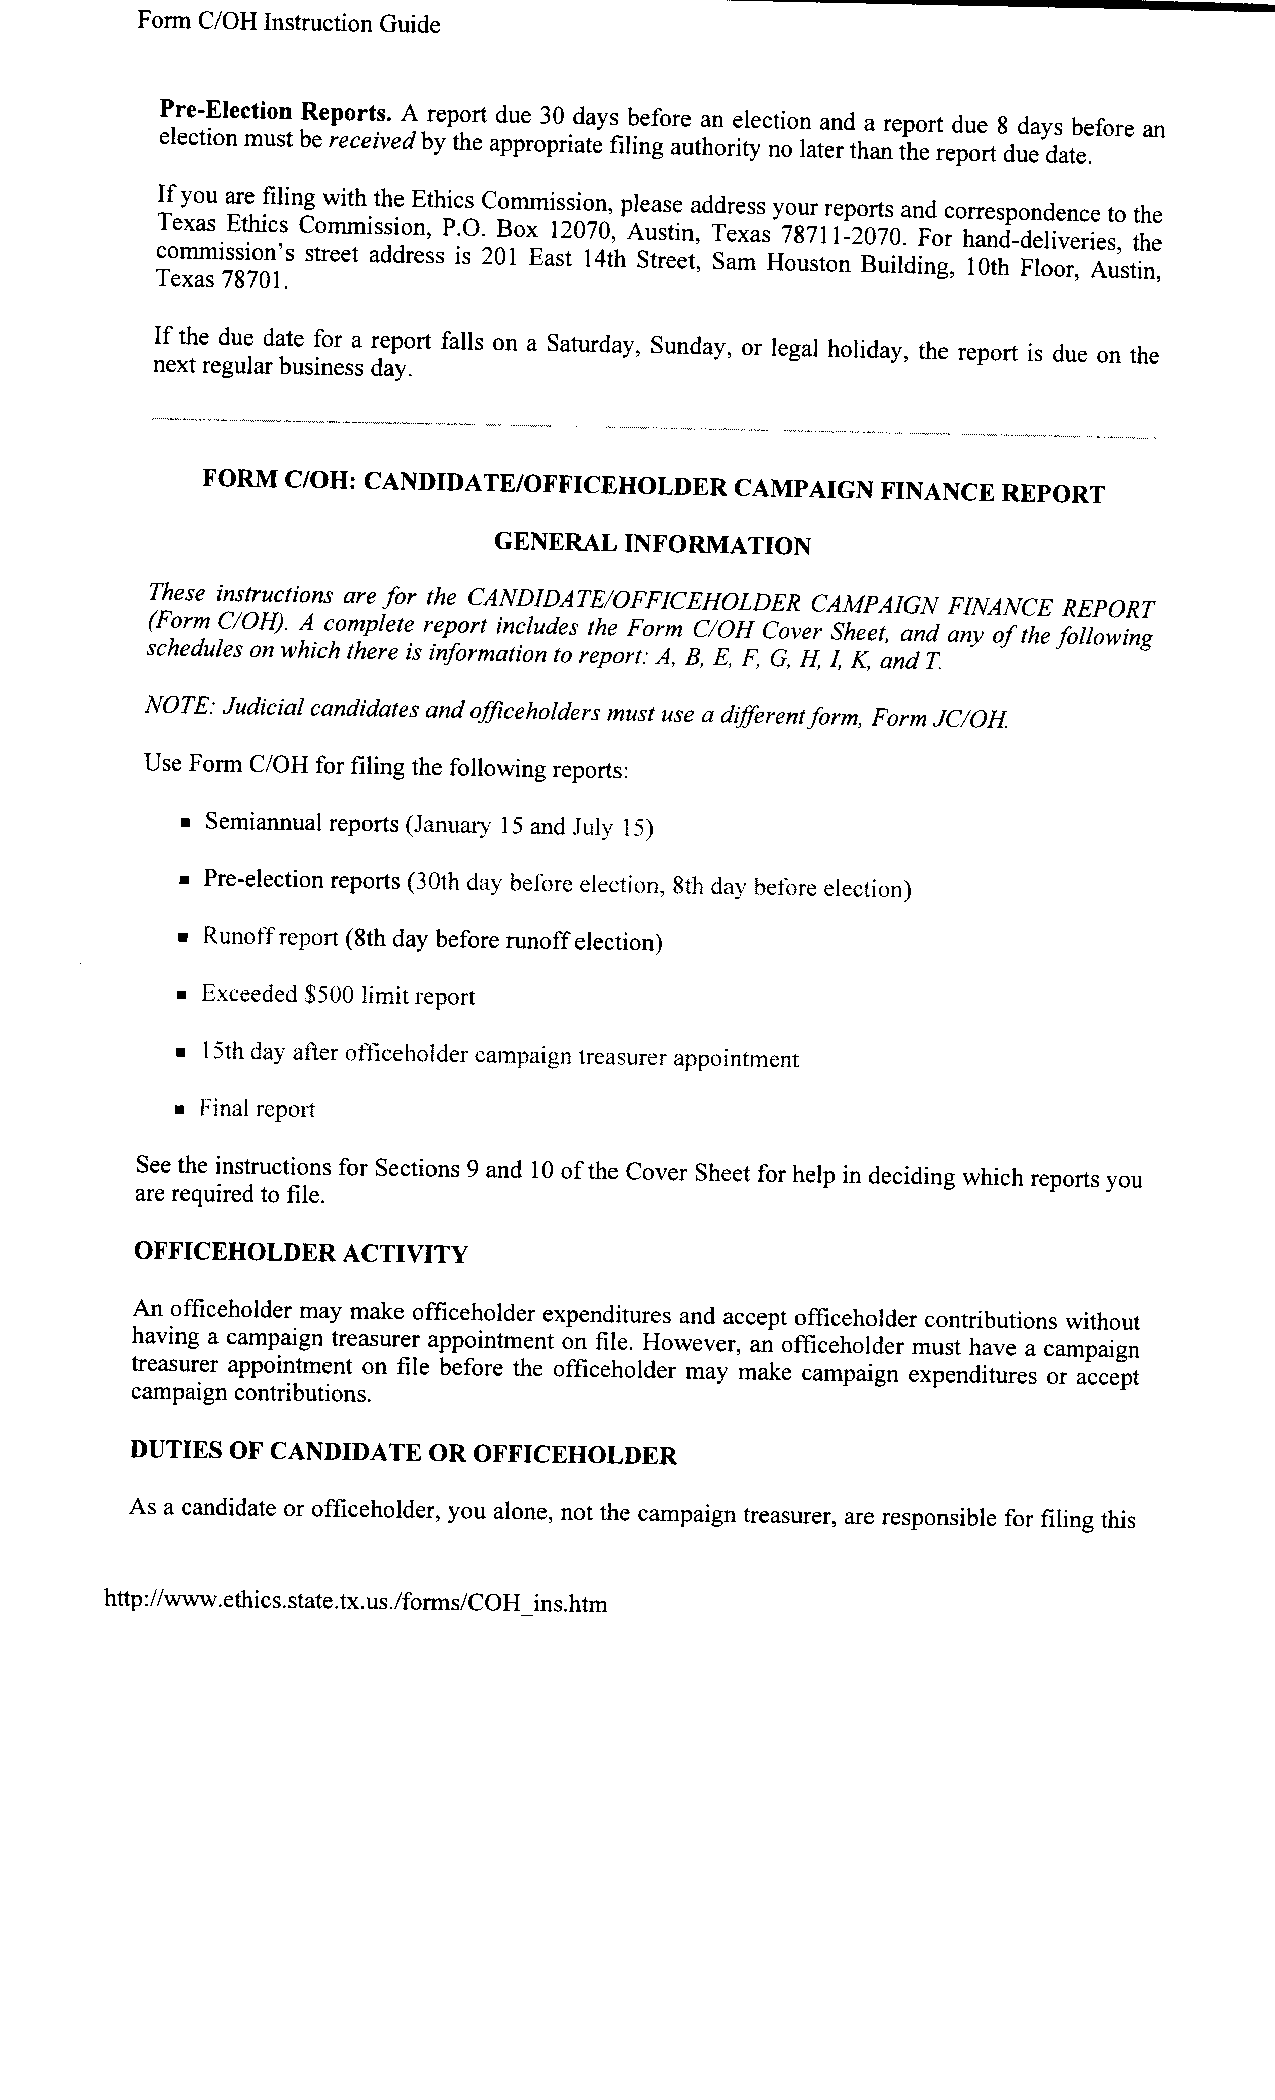 Form C/OH Instruction Guide
Pre-Election Reports. A report due 30 days before an election and a report due 8 days before an
election must be received by the appropriate filing authority no later than the report due date.
If you are filing with the Ethics Commission, please address your reports and correspondence to the
Texas Ethics Commission, P.O. Box 12070, Austin, Texas 78711-2070. For hand-deliveries, the
commission's street address is 201 East 14th Street, Sam Houston Building, 10th Floor, Austin,
Texas 78701.
If the due date for a report falls on a Saturday, Sunday, or legal holiday, the report is due on the
next regular business day.
FORM C/OH: CANDIDATE/OFFICEHOLDER CAMPAIGN FINANCE REPORT
GENERAL INFORMATION
These instructions are for the CANDIDATE/OFFICEHOLDER CAMPAIGN FINANCE REPORT
(Form C/OH). A complete report includes the Form C/OH Cover Sheet, and any of the following
schedules on which there is information to report: A, B, E, F, G, H, I, K, and T.
NOTE: Judicial candidates and officeholders must use a different form, Form JC/OH.
Use Form C/OH for filing the following reports:
▪ Semiannual reports (January 15 and July 15)
▪ Pre-election reports (30th day before election, 8th day before election)
▪ Runoff report (8th day before runoff election)
▪ Exceeded $500 limit report
▪ 15th day after officeholder campaign treasurer appointment
▪ Final report
See the instructions for Sections 9 and 10 of the Cover Sheet for help in deciding which reports you
are required to file.
OFFICEHOLDER ACTIVITY
An officeholder may make officeholder expenditures and accept officeholder contributions without
having a campaign treasurer appointment on file. However, an officeholder must have a campaign
treasurer appointment on file before the officeholder may make campaign expenditures or accept
campaign contributions.
DUTIES OF CANDIDATE OR OFFICEHOLDER
As a candidate or officeholder, you alone, not the campaign treasurer, are responsible for filing this
http://www.ethics.state.tx.us./forms/COH_ins.htm